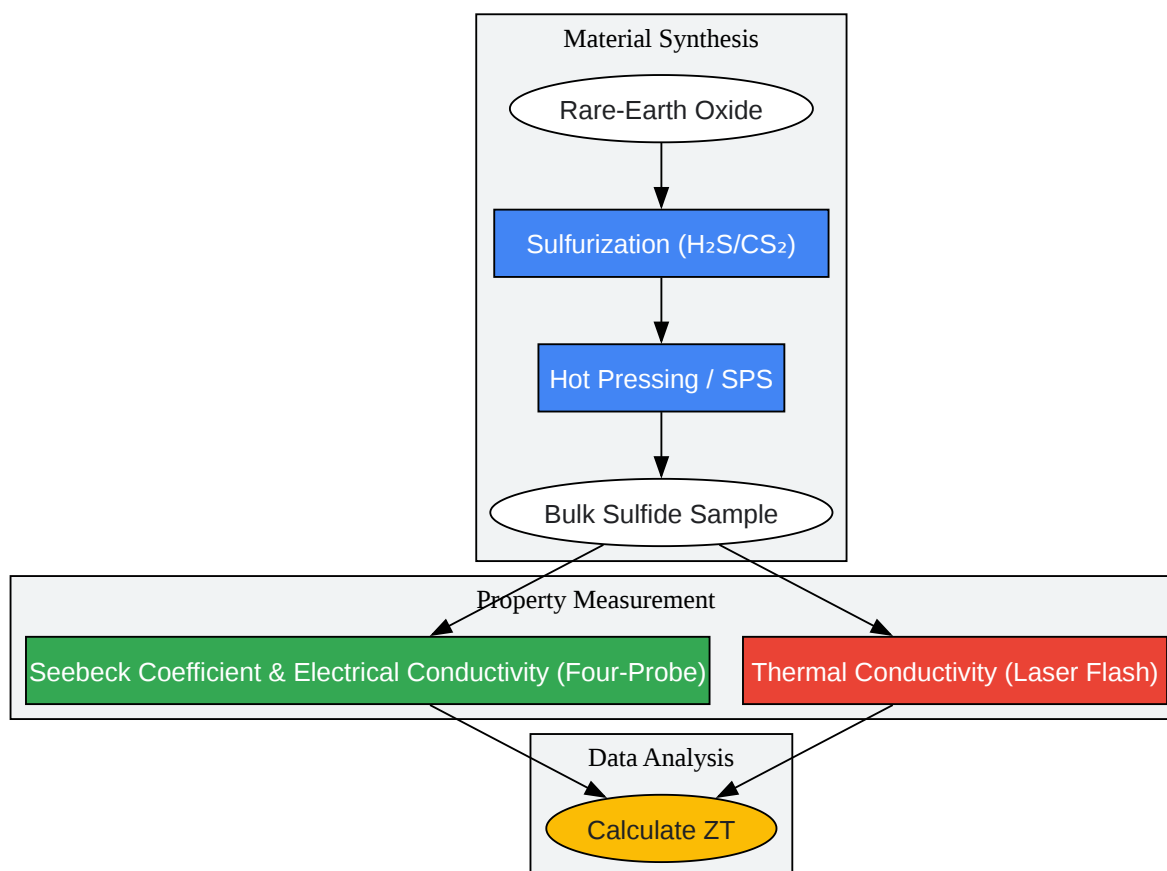 Material Synthesis
Rare-Earth Oxide
Sulfurization (H₂S/CS₂)
Hot Pressing / SPS
Bulk Sulfide Sample
Property Measurement
Seebeck Coefficient & Electrical Conductivity (Four-Probe)
Thermal Conductivity (Laser Flash)
Data Analysis
Calculate ZT